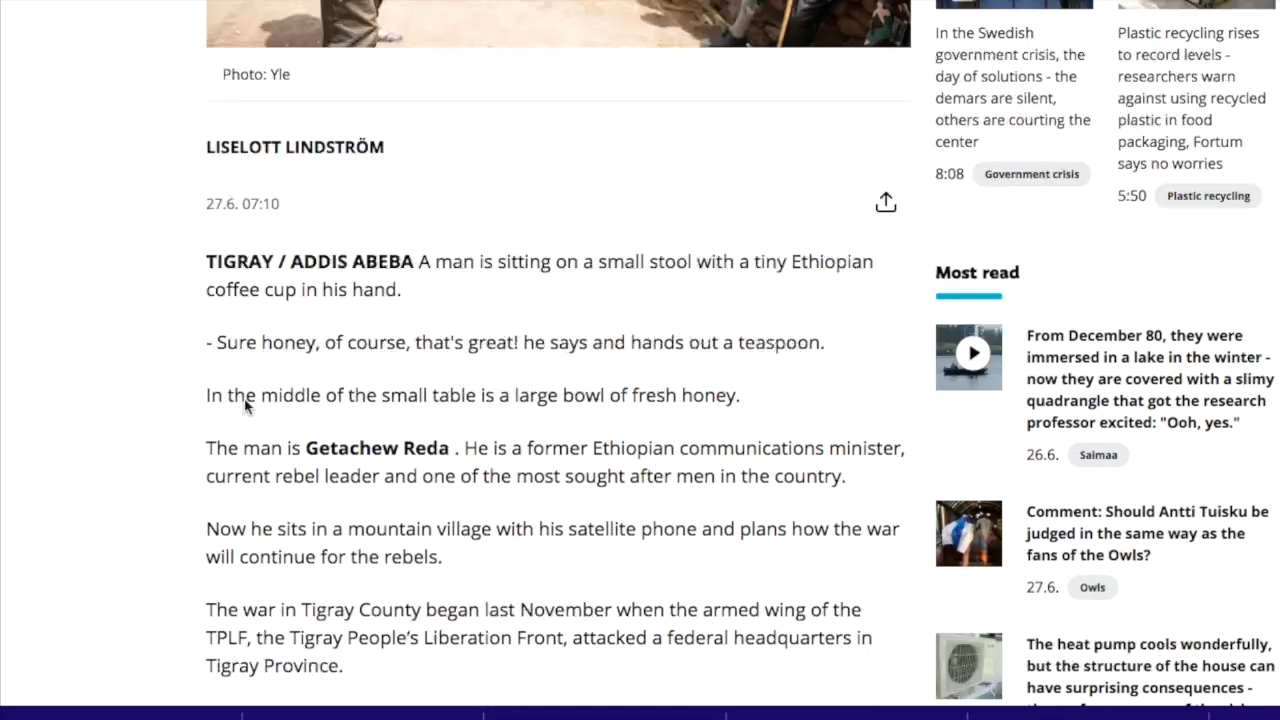 Photo: Yle
LISELOTT LINDSTRÖM
27.6. 07:10
TIGRAY / ADDIS ABEBA A man is sitting on a small stool with a tiny Ethiopian
coffee cup in his hand.
- Sure honey, of course, that's great! he says and hands out a teaspoon.
In the middle of the small table is a large bowl of fresh honey.
The man is Getachew Reda . He is a former Ethiopian communications minister,
current rebel leader and one of the most sought after men in the country.
Now he sits in a mountain village with his satellite phone and plans how the war
will continue for the rebels.
The war in Tigray County began last November when the armed wing of the
TPLF, the Tigray People’s Liberation Front, attacked a federal headquarters in
Tigray Province.
In the Swedish
government crisis, the
day of solutions - the
demars are silent,
others are courting the
center
8:08 Government crisis
Plastic recycling rises
to record levels -
researchers warn
against using recycled
plastic in food
packaging, Fortum
says no worries
5:50 Plastic recycling
Most read
From December 80, they were
immersed in a lake in the winter -
now they are covered with a slimy
quadrangle that got the research
professor excited: "Ooh, yes."
26.6. Saimaa
Comment: Should Antti Tuisku be
judged in the same way as the
fans of the Owls?
27.6. Owls
The heat pump cools wonderfully,
but the structure of the house can
have surprising consequences -